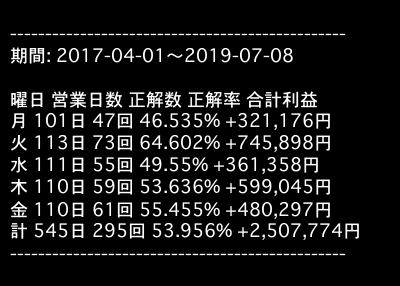 ------------------------------------------------
期間: 2017-04-01〜2019-07-08
曜日 営業日数 正解数 正解率 合計利益
月 101日 47回 46.535% +321,176円
火 113日 73回 64.602% +745,898円
水 111日 55回 49.55% +361,358円
木 110日 59回 53.636% +599,045円
金 110日 61回 55.455% +480,297円
計 545日 295回 53.956% +2,507,774円
------------------------------------------------